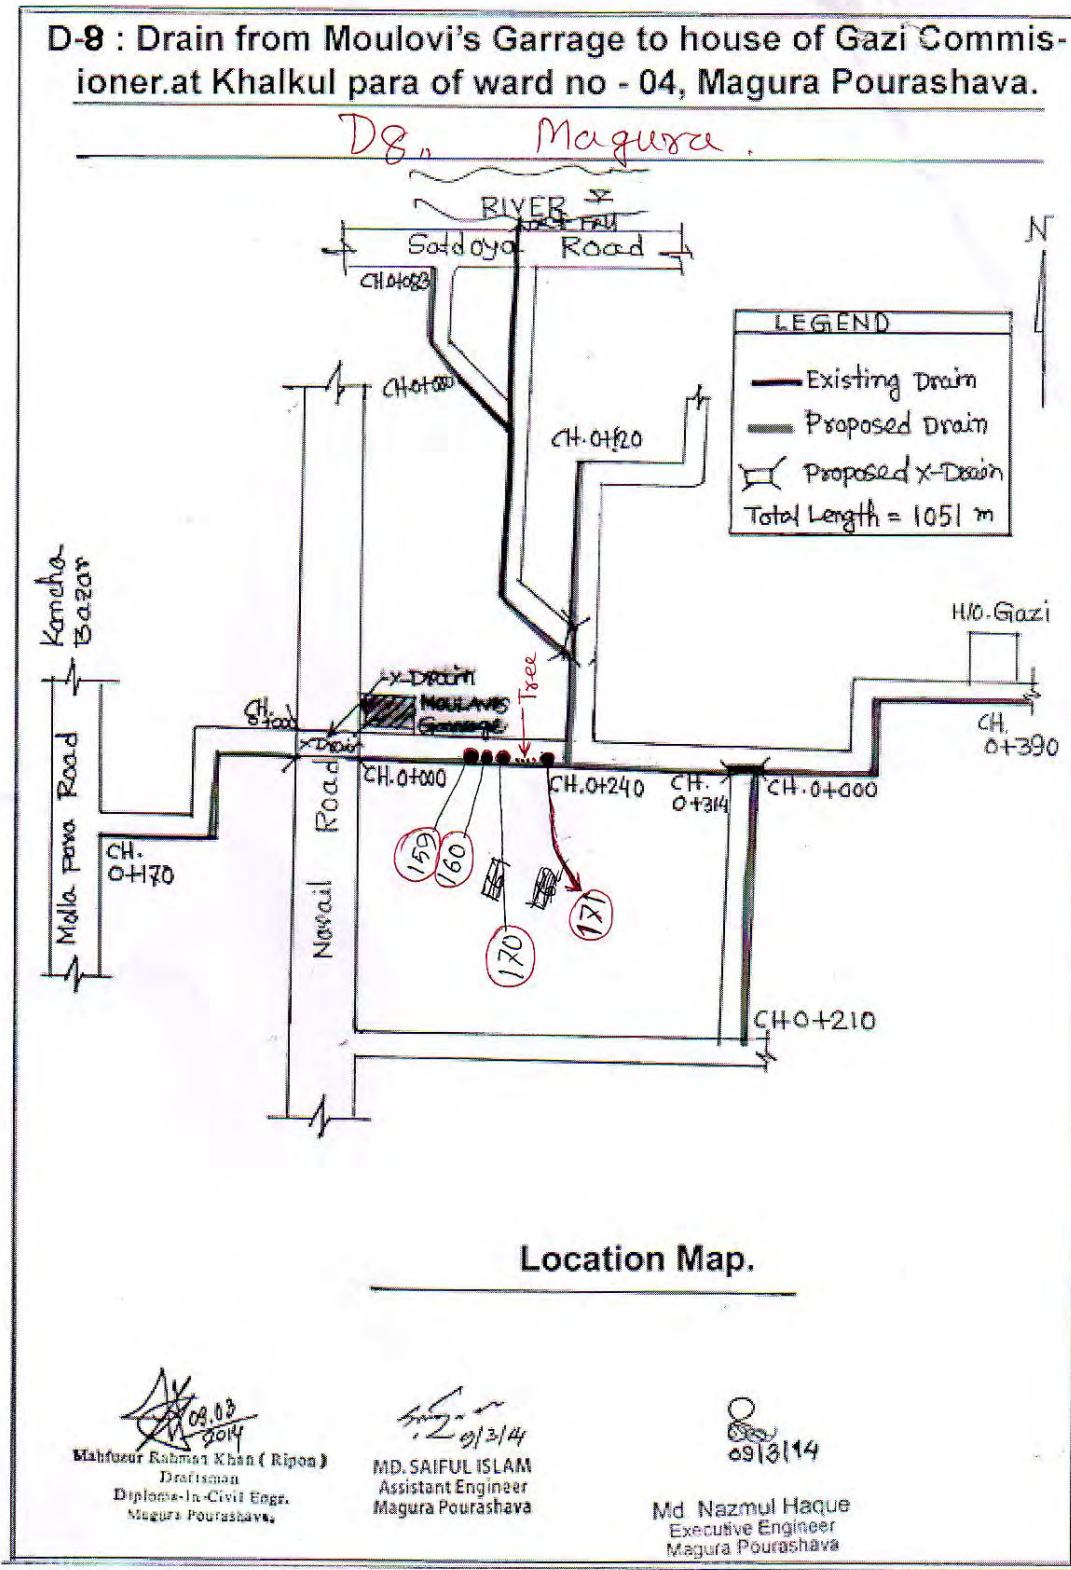 D-8 : Drain from Moulovi's Garrage to house of Gazi Commis-
ioner.at Khalkul para of ward no - 04, Magura Pourashava.
D8,, Magura.
RIVER
Satdoya Road
CH.0+083
N
LEGEND
Existing Drain
Proposed Drain
Proposed X-Drain
Total Length = 1051 m
CH.0+000
CH.0+120
Kancha
Bazar
H/O.Gazi
X-Drain
MOULAVIS
Garrage
Tree
CH.
0+000
X-Drain
CH.
0+390
CH.0+000
CH.0+240
CH.
0+314
CH.0+000
Molla para Road
CH.
0+170
Narail Road
159
160
170
171
CH0+210
Location Map.
09.03
2014
Mahfuzur Rahman Khan ( Ripon )
Draftsman
Diploma-In-Civil Engr.
Magura Pourashava.
9/3/14
MD. SAIFUL ISLAM
Assistant Engineer
Magura Pourashava
09/3/14
Md. Nazmul Haque
Executive Engineer
Magura Pourashava